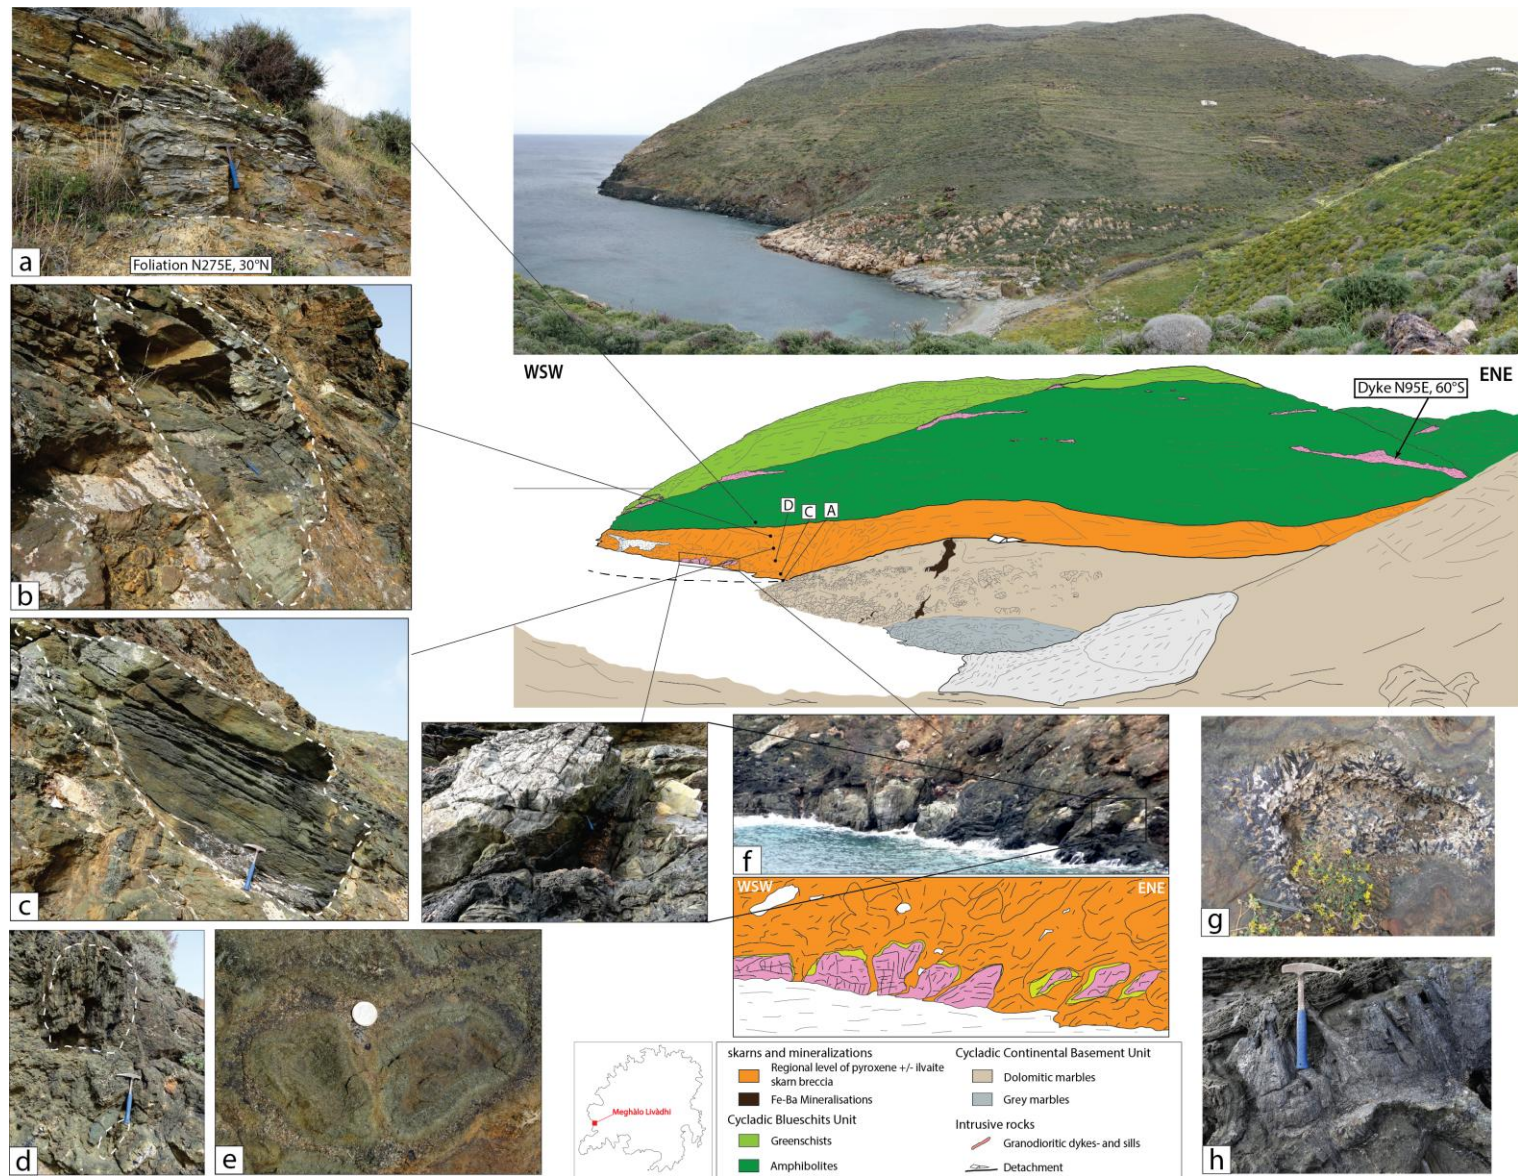 a
Foliation N275E, 30°N
b
c
d
e
WSW
ENE
Dyke N95E, 60°S
D
C
A
f
WSW
ENE
g
h
Meghàlo Livàdhi
skarns and mineralizations
Regional level of pyroxene +/- ilvaite
skarn breccia
Fe-Ba Mineralisations
Cycladic Blueschits Unit
Greenschists
Amphibolites
Cycladic Continental Basement Unit
Dolomitic marbles
Grey marbles
Intrusive rocks
Granodioritic dykes- and sills
Detachment